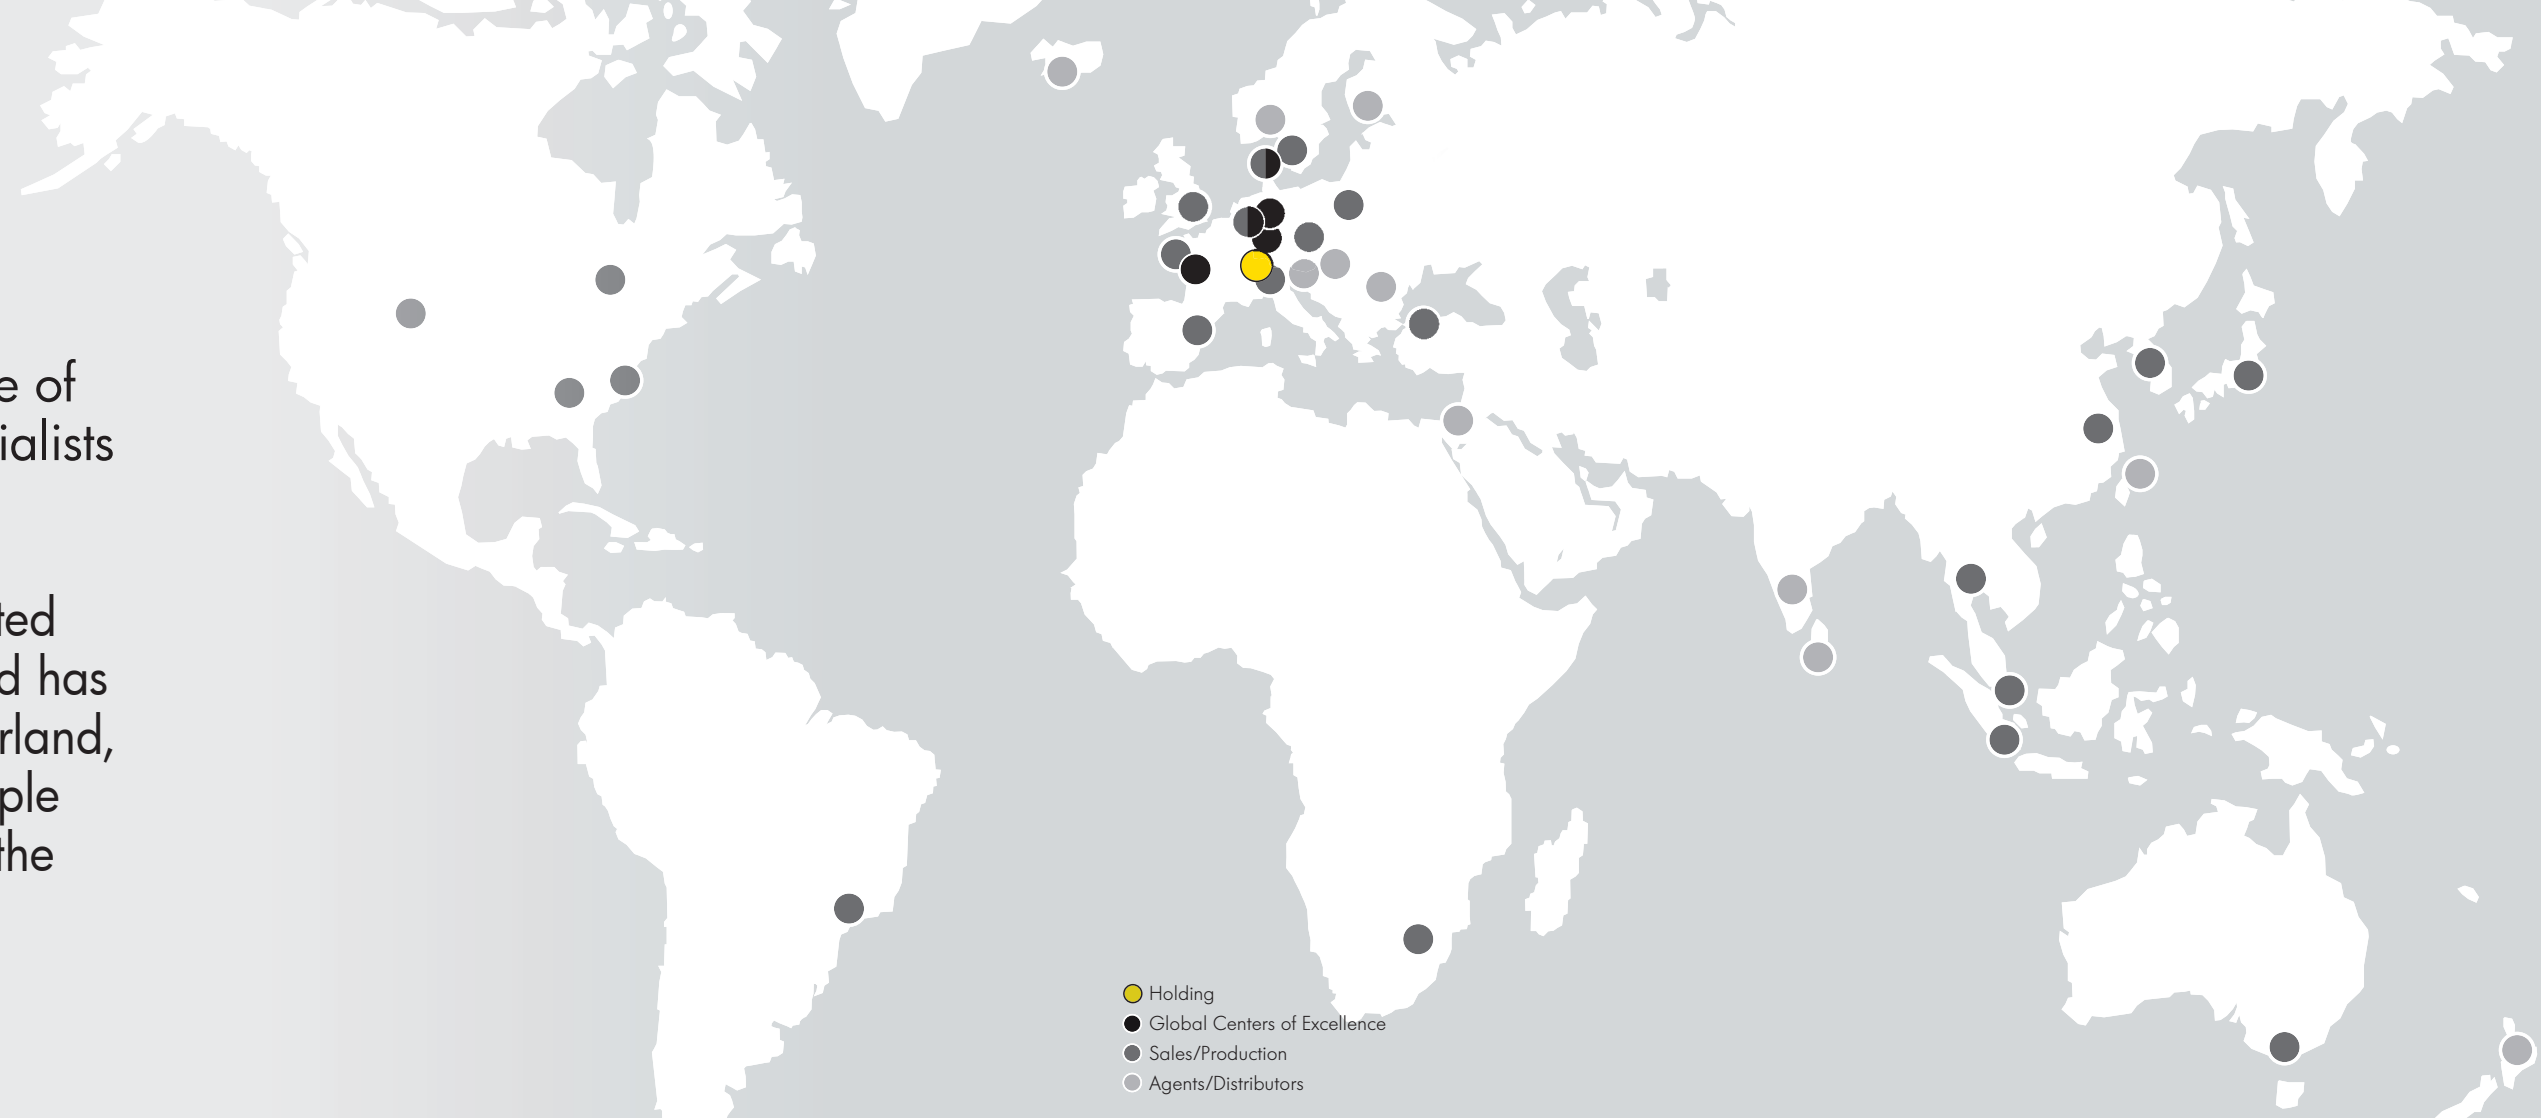 e of
ialists
ted
d has
rland,
ple
the
Holding
Global Centers of Excellence
Sales/Production
Agents/Distributors